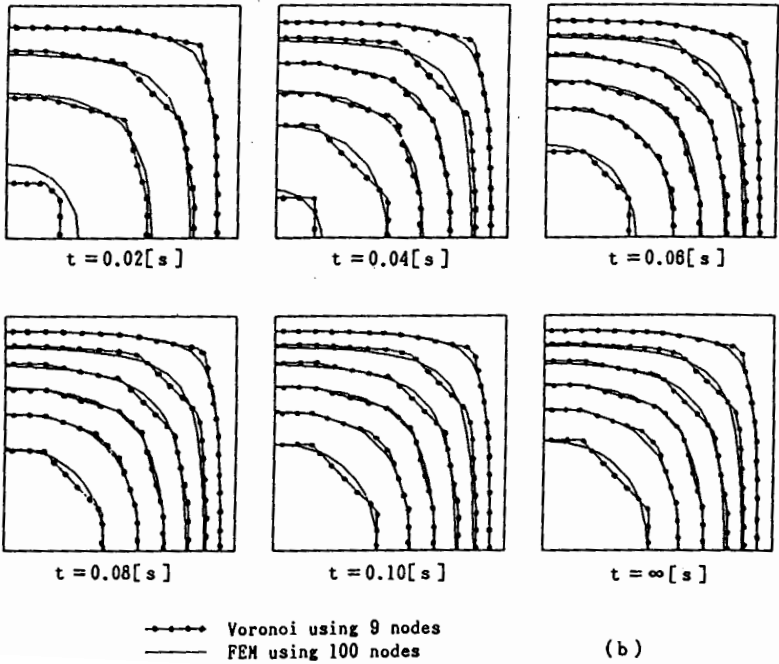 t=0.02[s]
t=0.04[s]
t=0.06[s]
t=0.08[s]
t=0.10[s]
t=∞[s]
Voronoi using 9 nodes
FEM using 100 nodes
(b)